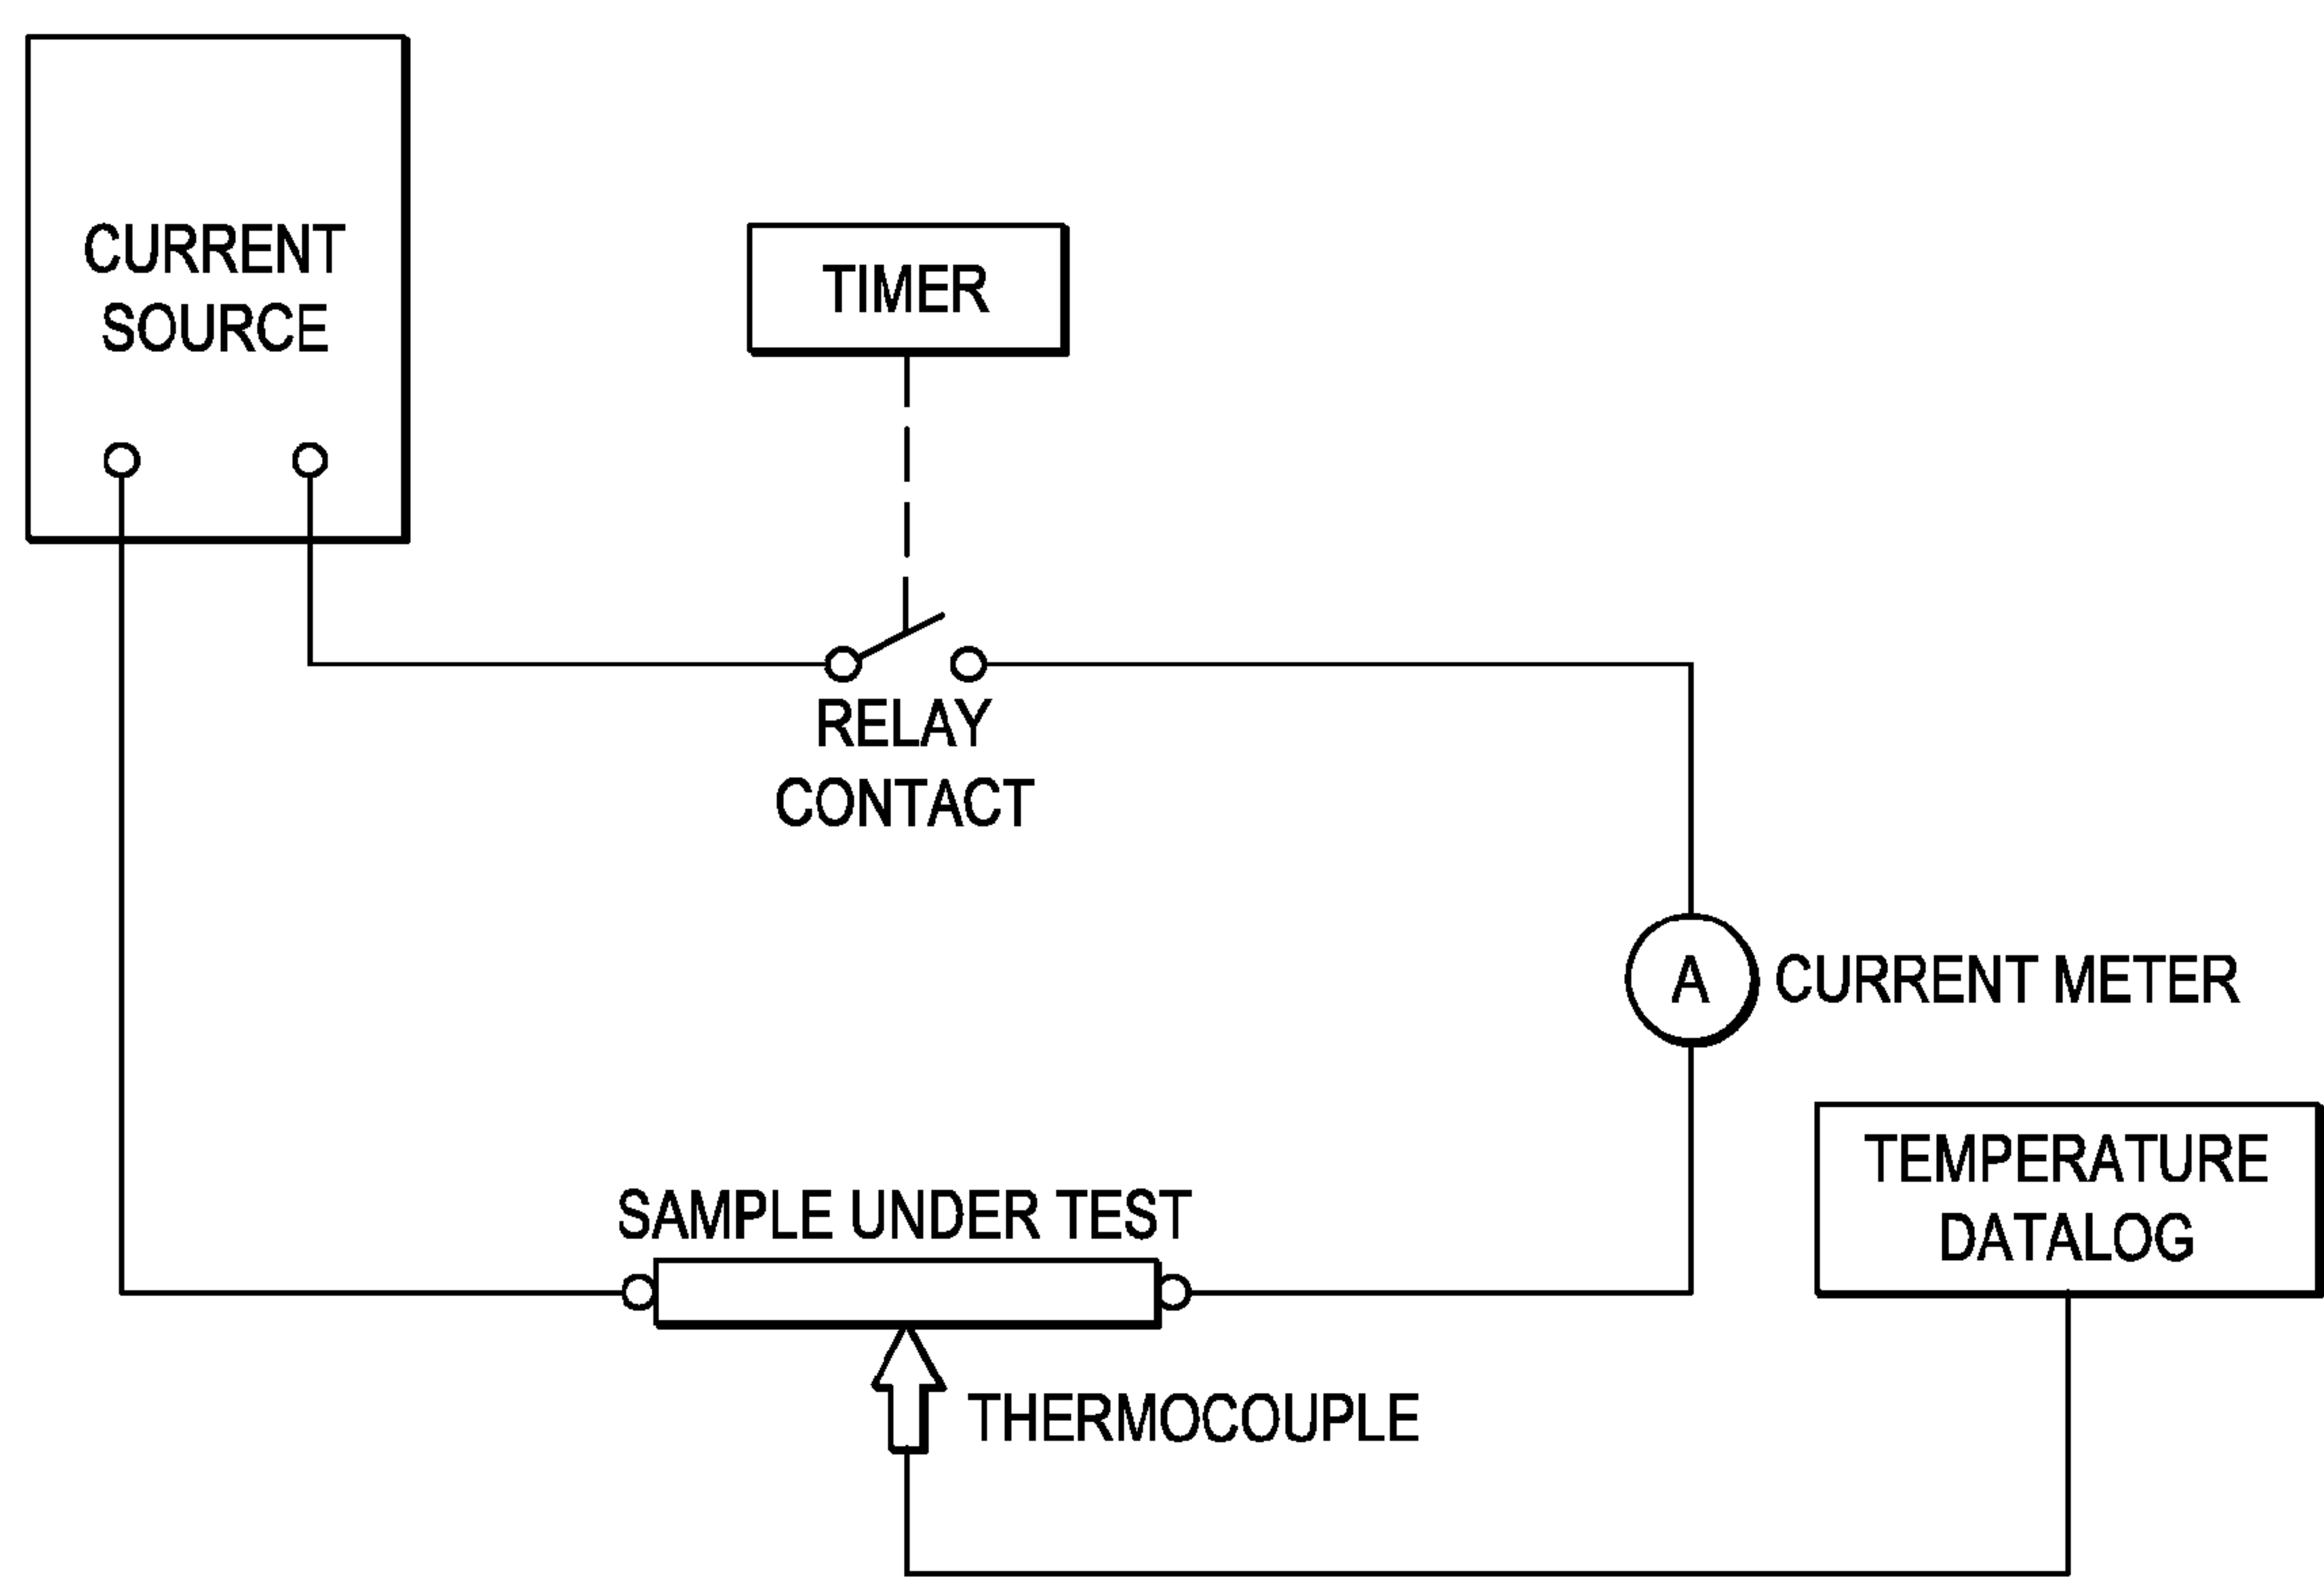 CURRENT
SOURCE
TIMER
RELAY
CONTACT
A
CURRENT METER
TEMPERATURE
DATALOG
SAMPLE UNDER TEST
THERMOCOUPLE